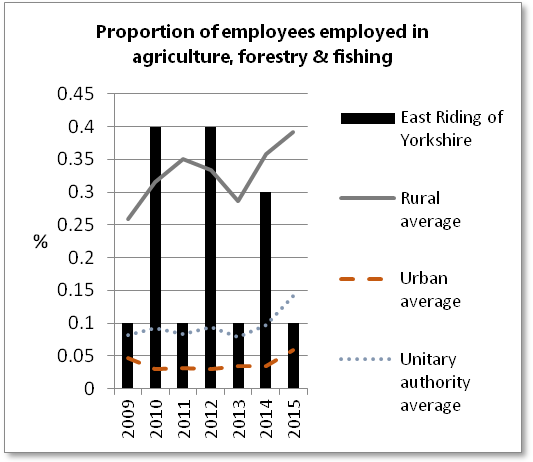 Proportion of employees employed in
agriculture, forestry & fishing
0.45
0.4
0.35
0.3
0.25
0.2
0.15
0.1
0.05
0
%
2009
2010
2011
2012
2013
2014
2015
East Riding of
Yorkshire
Rural
average
Urban
average
Unitary
authority
average